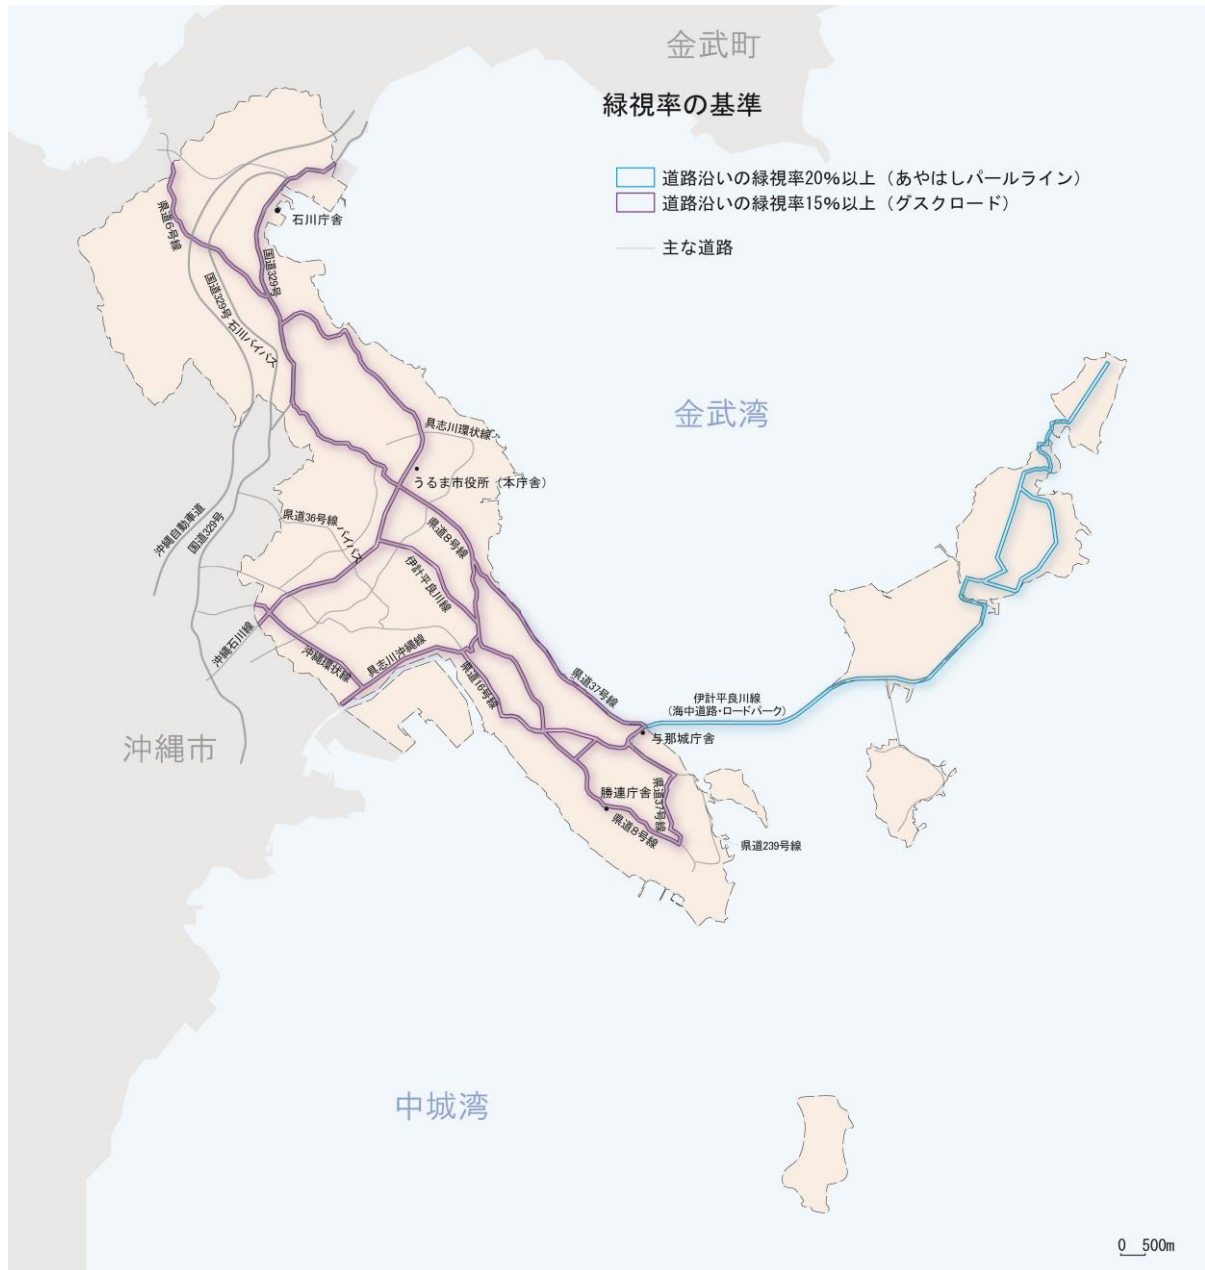 金武町
緑視率の基準
道路沿いの緑視率20%以上（あやはしパールライン）
道路沿いの緑視率15%以上（グスクロード）
主な道路
県道6号線
石川庁舎
国道329号
国道329号 石川バイパス
金武湾
具志川環状線
うるま市役所（本庁舎）
沖縄自動車道
国道329号
県道36号線 バイパス
県道8号線
伊計平良川線
沖縄石川線
沖縄環状線
具志川沖縄線
県道16号線
県道37号線
伊計平良川線
（海中道路・ロードパーク）
与那城庁舎
沖縄市
勝連庁舎
県道37号線
県道8号線
県道239号線
中城湾
0 500m